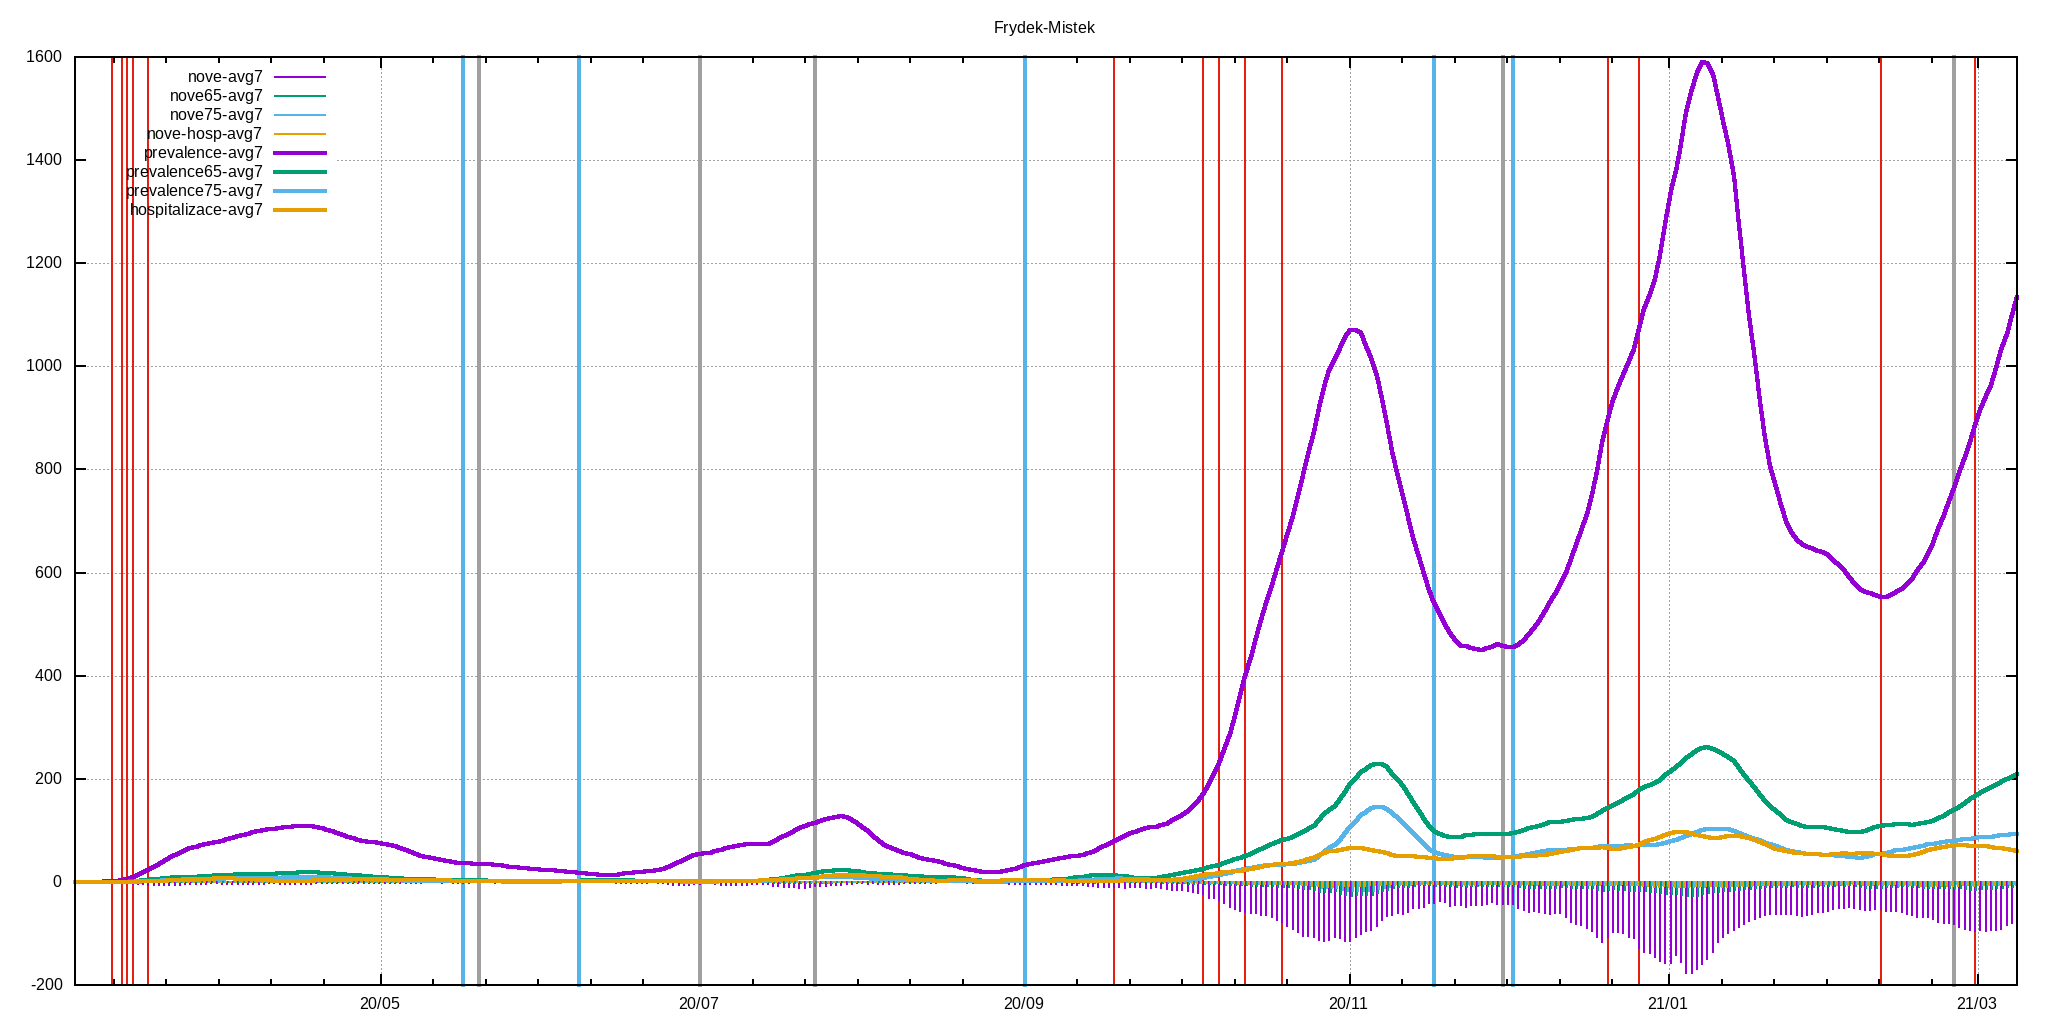 Frydek-Mistek
1600
1400
1200
1000
800
600
400
200
0
-200
nove-avg7
nove65-avg7
nove75-avg7
nove-hosp-avg7
prevalence-avg7
prevalence65-avg7
prevalence75-avg7
hospitalizace-avg7
20/05
20/07
20/09
20/11
21/01
21/03